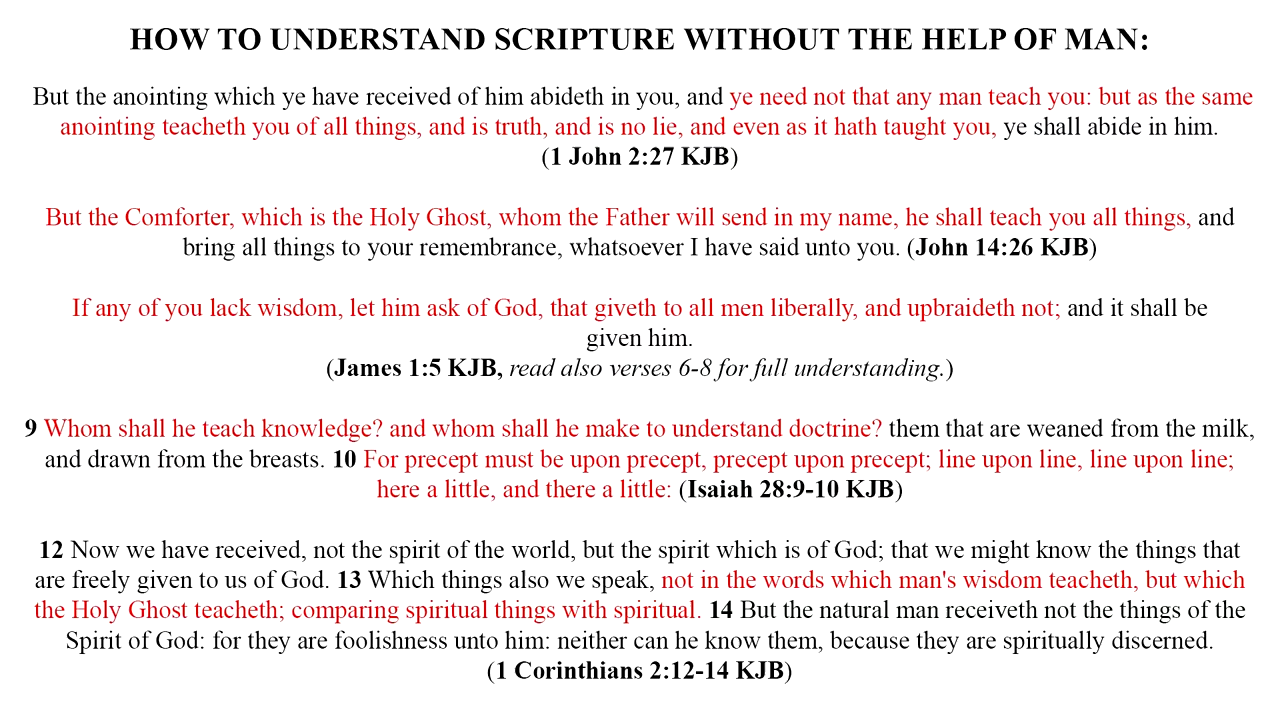 HOW TO UNDERSTAND SCRIPTURE WITHOUT THE HELP OF MAN:
But the anointing which ye have received of him abideth in you, and ye need not that any man teach you: but as the same
anointing teacheth you of all things, and is truth, and is no lie, and even as it hath taught you, ye shall abide in him.
(1 John 2:27 KJB)
But the Comforter, which is the Holy Ghost, whom the Father will send in my name, he shall teach you all things, and
bring all things to your remembrance, whatsoever I have said unto you. (John 14:26 KJB)
If any of you lack wisdom, let him ask of God, that giveth to all men liberally, and upbraideth not; and it shall be
given him.
(James 1:5 KJB, read also verses 6-8 for full understanding.)
9 Whom shall he teach knowledge? and whom shall he make to understand doctrine? them that are weaned from the milk,
and drawn from the breasts. 10 For precept must be upon precept, precept upon precept; line upon line, line upon line;
here a little, and there a little: (Isaiah 28:9-10 KJB)
12 Now we have received, not the spirit of the world, but the spirit which is of God; that we might know the things that
are freely given to us of God. 13 Which things also we speak, not in the words which man's wisdom teacheth, but which
the Holy Ghost teacheth; comparing spiritual things with spiritual. 14 But the natural man receiveth not the things of the
Spirit of God: for they are foolishness unto him: neither can he know them, because they are spiritually discerned.
(1 Corinthians 2:12-14 KJB)